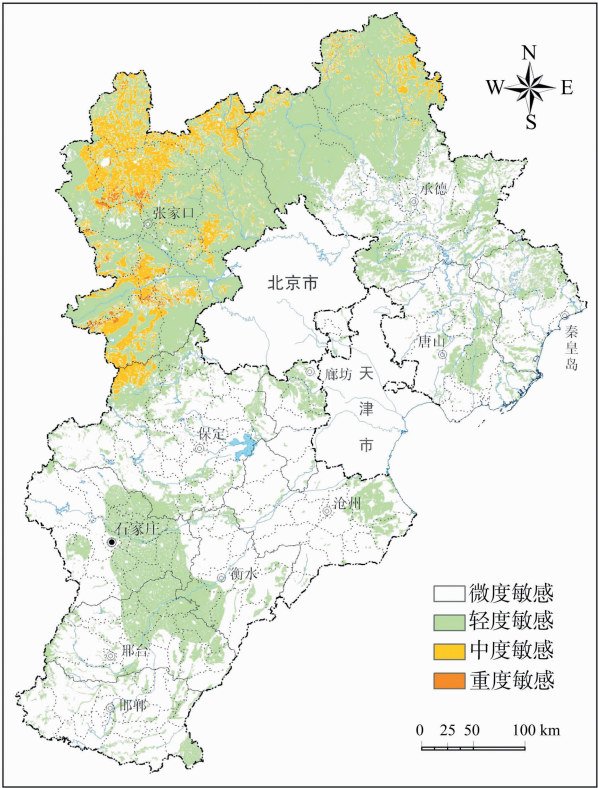 N
W E
S
承德
张家口
北京市
秦皇岛
唐山
廊坊
天津市
保定
沧州
石家庄
衡水
微度敏感
轻度敏感
中度敏感
重度敏感
邢台
邯郸
0 25 50 100 km